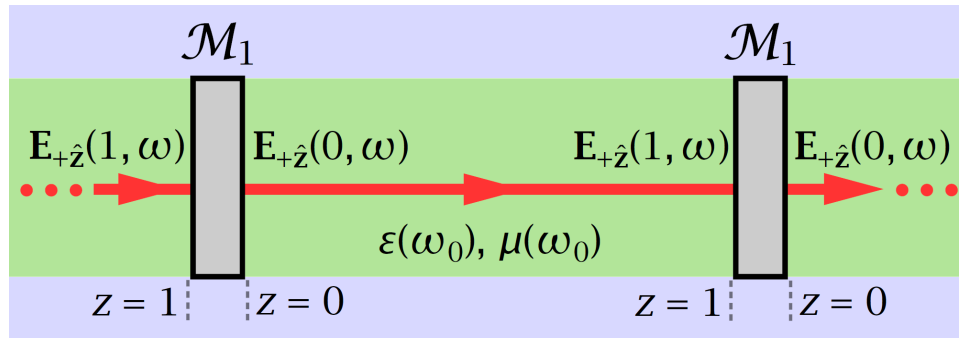 ℳ₁ ℳ₁
E₊ẑ(1, ω) E₊ẑ(0, ω) E₊ẑ(1, ω) E₊ẑ(0, ω)
ε(ω₀), μ(ω₀)
z = 1 z = 0 z = 1 z = 0